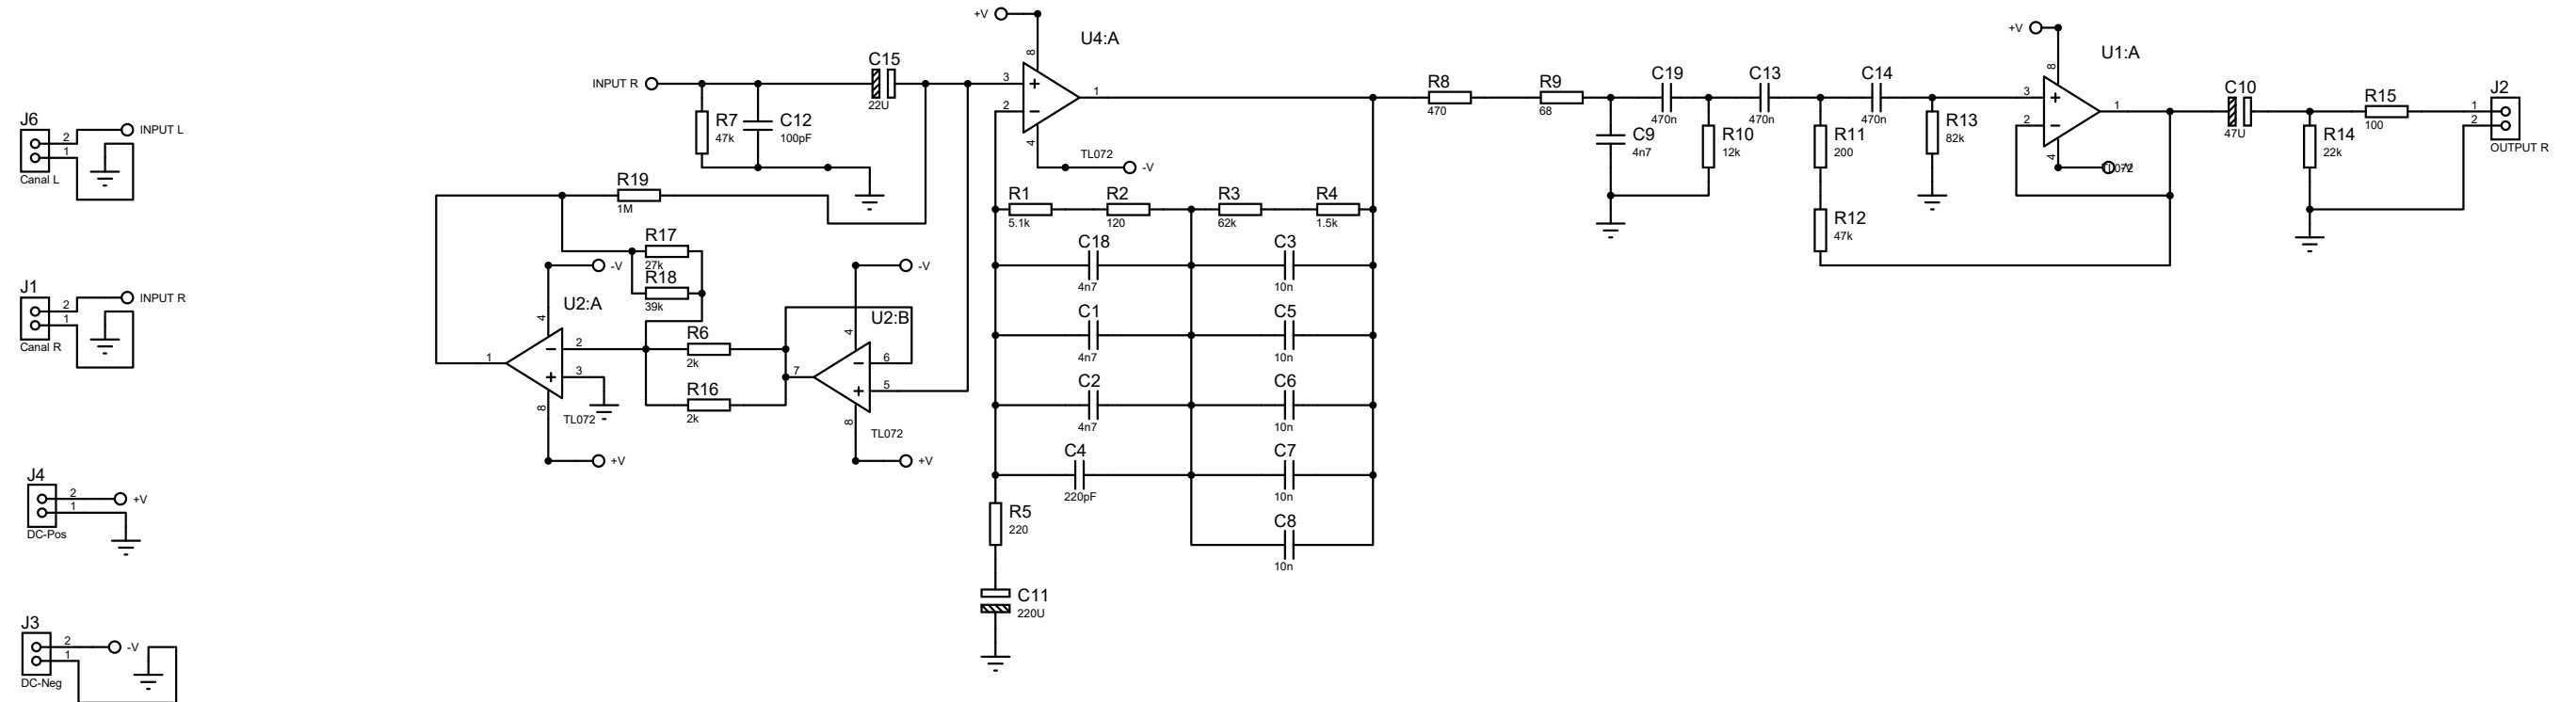 J6
2
1
Canal L
INPUT L
J1
2
1
Canal R
INPUT R
J4
2
1
DC-Pos
+V
J3
2
1
DC-Neg
-V
INPUT R
R7
47k
C12
100pF
C15
22U
+V
8
U4:A
3
2
1
4
TL072
-V
R19
1M
R17
27k
R18
39k
-V
4
U2:A
1
2
3
8
TL072
+V
R6
2k
R16
2k
-V
4
U2:B
7
6
5
8
TL072
+V
R1
5.1k
R2
120
R3
62k
R4
1.5k
C18
4n7
C3
10n
C1
4n7
C5
10n
C2
4n7
C6
10n
C4
220pF
C7
10n
C8
10n
R5
220
C11
220U
R8
470
R9
68
C9
4n7
C19
470n
R10
12k
C13
470n
R11
200
R12
47k
C14
470n
R13
82k
+V
8
U1:A
3
2
1
4
TL072
-V
C10
47U
R14
22k
R15
100
J2
1
2
OUTPUT R